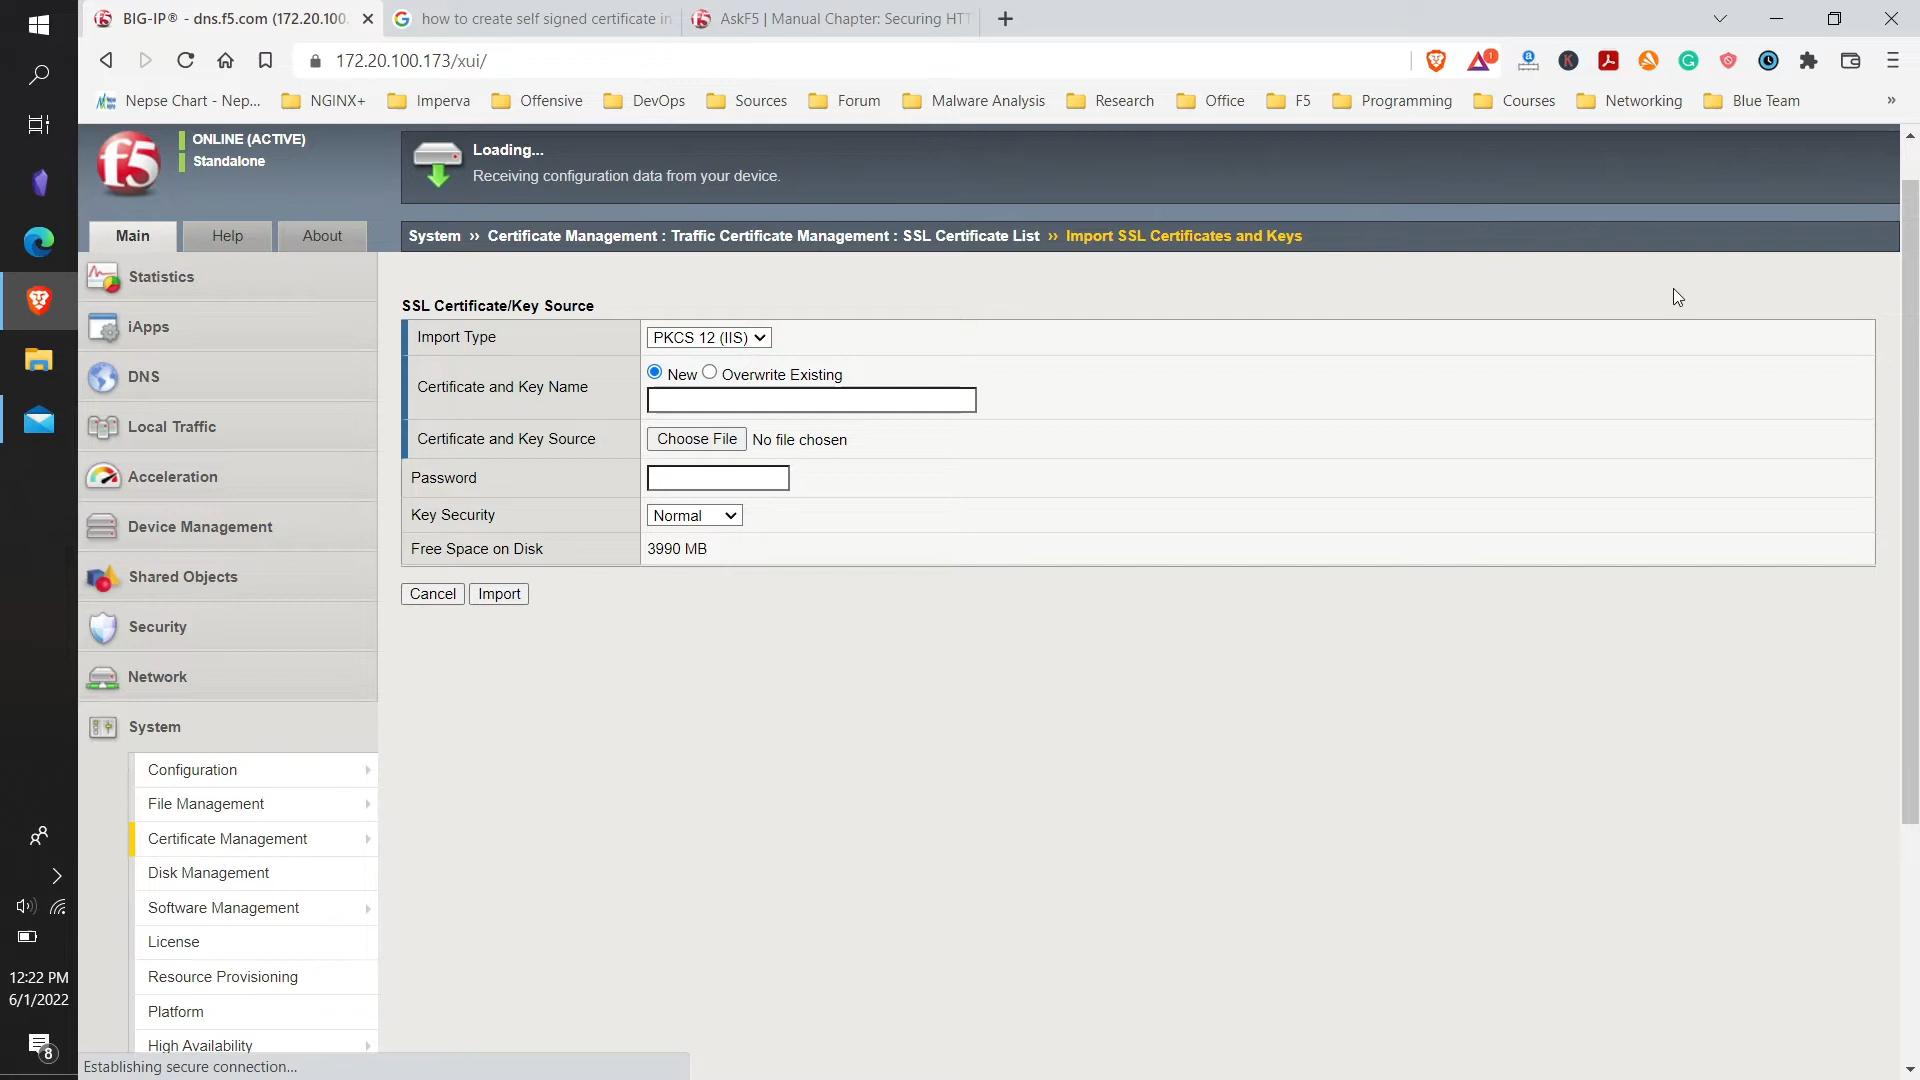 BIG-IP® - dns.f5.com (172.20.100.
how to create self signed certificate in
AskF5 | Manual Chapter: Securing HTT
172.20.100.173/xui/
1
Nepse Chart - Nep...
NGINX+
Imperva
Offensive
DevOps
Sources
Forum
Malware Analysis
Research
Office
F5
Programming
Courses
Networking
Blue Team
»
f5
ONLINE (ACTIVE)
Standalone
Loading...
Receiving configuration data from your device.
Main
Help
About
System ›› Certificate Management : Traffic Certificate Management : SSL Certificate List ›› Import SSL Certificates and Keys
Statistics
iApps
DNS
Local Traffic
Acceleration
Device Management
Shared Objects
Security
Network
System
Configuration
File Management
Certificate Management
Disk Management
Software Management
License
Resource Provisioning
Platform
High Availability
SSL Certificate/Key Source
Import Type
PKCS 12 (IIS)
Certificate and Key Name
New Overwrite Existing
Certificate and Key Source
Choose File No file chosen
Password
Key Security
Normal
Free Space on Disk
3990 MB
Cancel
Import
12:22 PM
6/1/2022
8
Establishing secure connection...